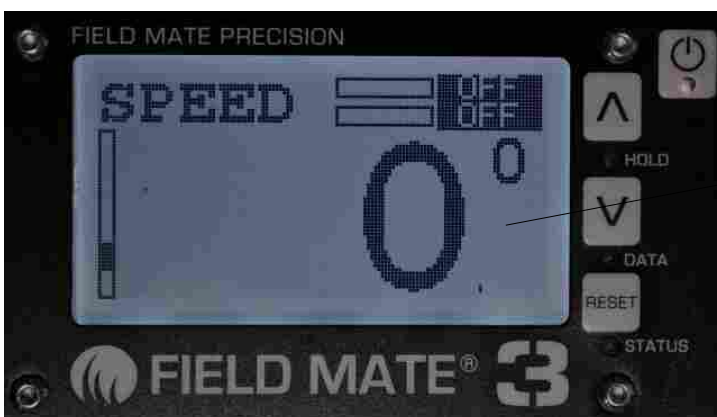 FIELD MATE PRECISION
SPEED
OFF
OFF
0
0
HOLD
DATA
RESET
STATUS
FIELD MATE® 3